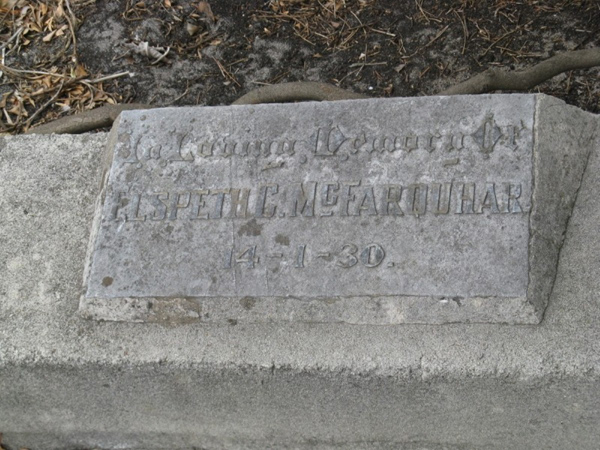 In Loving Memory Of
ELSPETH C. McFARQUHAR
14-1-30.